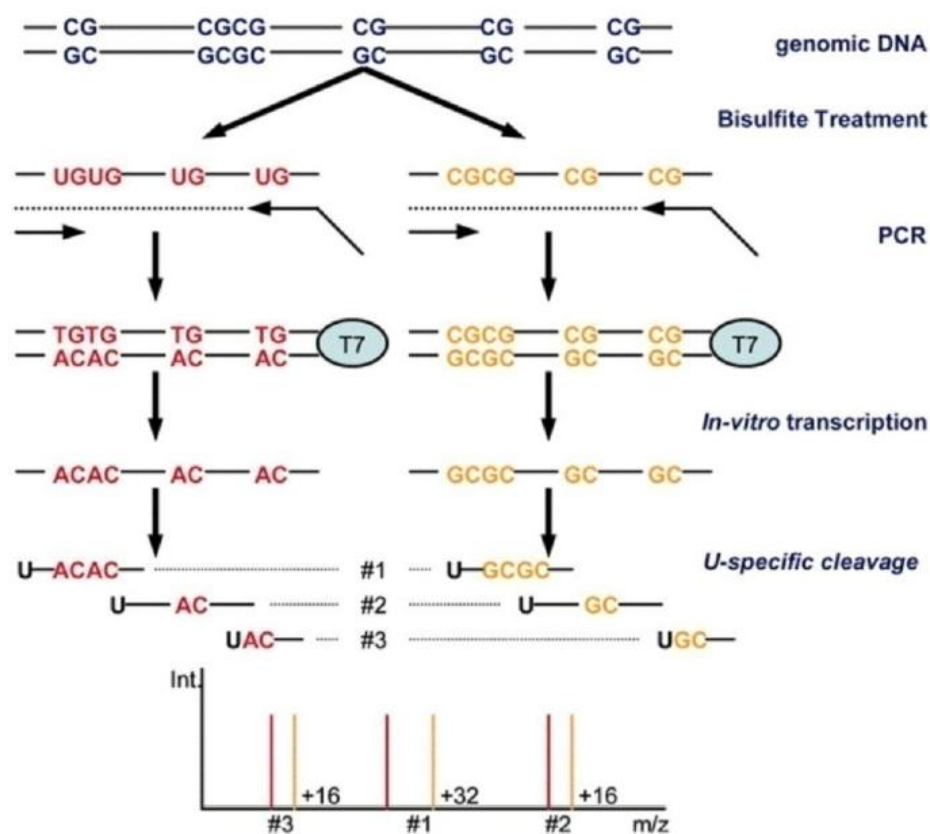 CG CGCG CG CG CG
GC GCGC GC GC GC
genomic DNA
Bisulfite Treatment
UGUG UG UG CGCG CG CG
PCR
TGTG TG TG CGCG CG CG
ACAC AC AC GCGC GC GC
T7 T7
In-vitro transcription
ACAC AC AC GCGC GC GC
U-specific cleavage
U ACAC #1 U GCGC
U AC #2 U GC
UAC #3 UGC
Int.
+16 +32 +16
#3 #1 #2 m/z